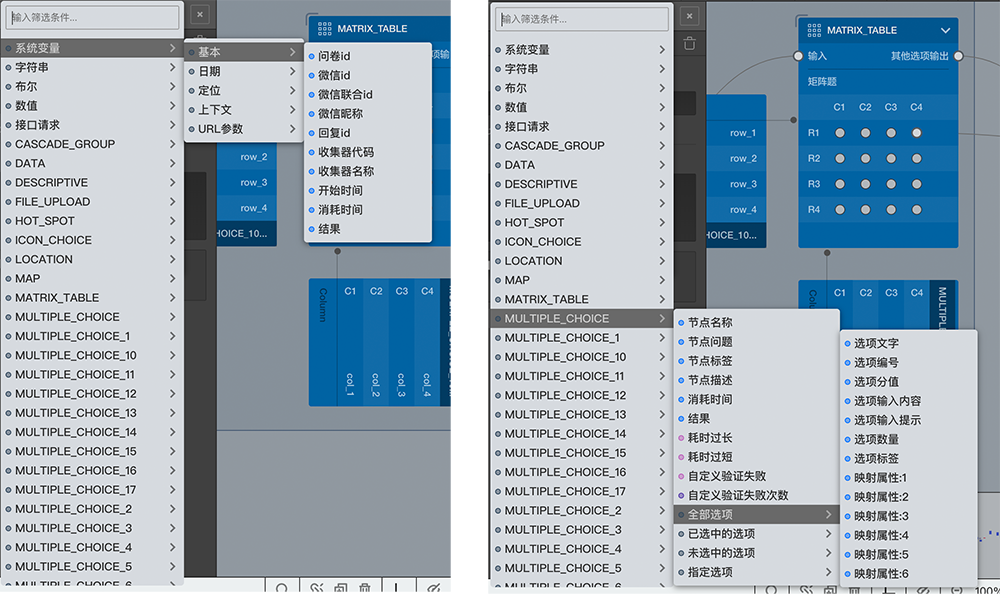 输入筛选条件...
系统变量
字符串
布尔
数值
接口请求
CASCADE_GROUP
DATA
DESCRIPTIVE
FILE_UPLOAD
HOT_SPOT
ICON_CHOICE
LOCATION
MAP
MATRIX_TABLE
MULTIPLE_CHOICE
MULTIPLE_CHOICE_1
MULTIPLE_CHOICE_10
MULTIPLE_CHOICE_11
MULTIPLE_CHOICE_12
MULTIPLE_CHOICE_13
MULTIPLE_CHOICE_14
MULTIPLE_CHOICE_15
MULTIPLE_CHOICE_16
MULTIPLE_CHOICE_17
MULTIPLE_CHOICE_2
MULTIPLE_CHOICE_3
MULTIPLE_CHOICE_4
MULTIPLE_CHOICE_5
MULTIPLE_CHOICE_6
基本
日期
定位
上下文
URL参数
问卷id
微信id
微信联合id
微信昵称
回复id
收集器代码
收集器名称
开始时间
消耗时间
结果
MATRIX_TABLE
项输
row_2
row_3
row_4
HOICE_10...
Column
C1 C2 C3 C4
col_1 col_2 col_3 col_4
输入筛选条件...
系统变量
字符串
布尔
数值
接口请求
CASCADE_GROUP
DATA
DESCRIPTIVE
FILE_UPLOAD
HOT_SPOT
ICON_CHOICE
LOCATION
MAP
MATRIX_TABLE
MULTIPLE_CHOICE
MULTIPLE_CHOICE_1
MULTIPLE_CHOICE_10
MULTIPLE_CHOICE_11
MULTIPLE_CHOICE_12
MULTIPLE_CHOICE_13
MULTIPLE_CHOICE_14
MULTIPLE_CHOICE_15
MULTIPLE_CHOICE_16
MULTIPLE_CHOICE_17
MULTIPLE_CHOICE_2
MULTIPLE_CHOICE_3
MULTIPLE_CHOICE_4
MULTIPLE_CHOICE_5
MULTIPLE_CHOICE_6
节点名称
节点问题
节点标签
节点描述
消耗时间
结果
耗时过长
耗时过短
自定义验证失败
自定义验证失败次数
全部选项
已选中的选项
未选中的选项
指定选项
选项文字
选项编号
选项分值
选项输入内容
选项输入提示
选项数量
选项标签
映射属性:1
映射属性:2
映射属性:3
映射属性:4
映射属性:5
映射属性:6
row_1
row_2
row_3
row_4
HOICE_10...
MATRIX_TABLE
输入 其他选项输出
矩阵题
C1 C2 C3 C4
R1
R2
R3
R4
Col
C1 C2 C3 C4
MULTIPLE
100%